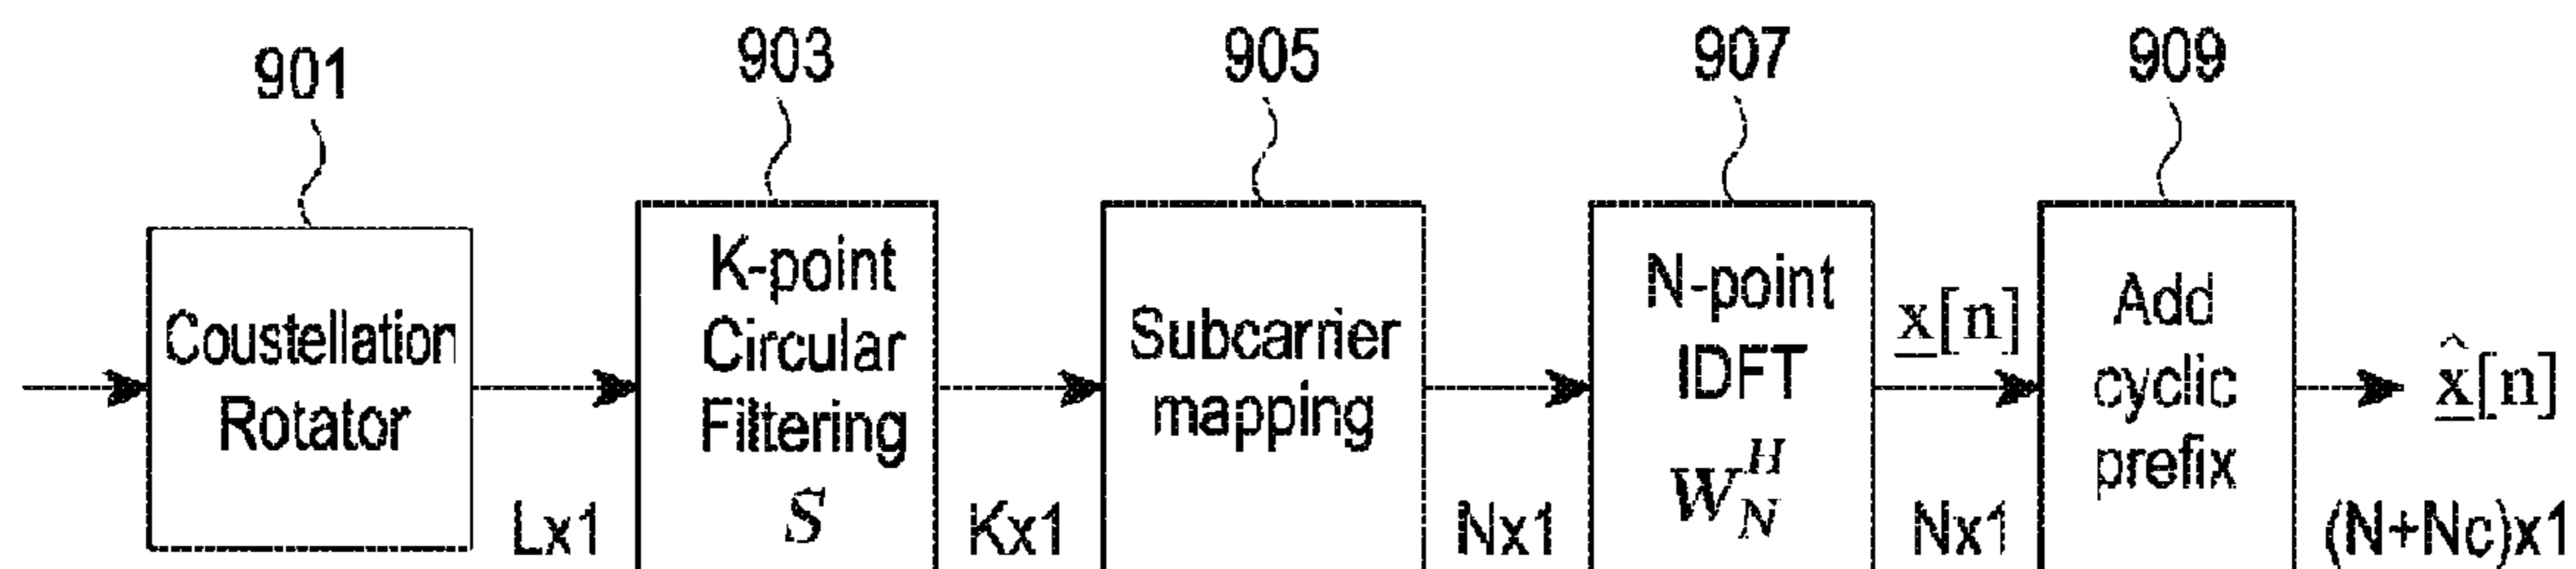 901
903
905
907
909
Coustellation
Rotator
Lx1
K-point
Circular
Filtering
S
Kx1
Subcarrier
mapping
Nx1
N-point
IDFT
W_N^H
x[n]
Nx1
Add
cyclic
prefix
x̂[n]
(N+Nc)x1